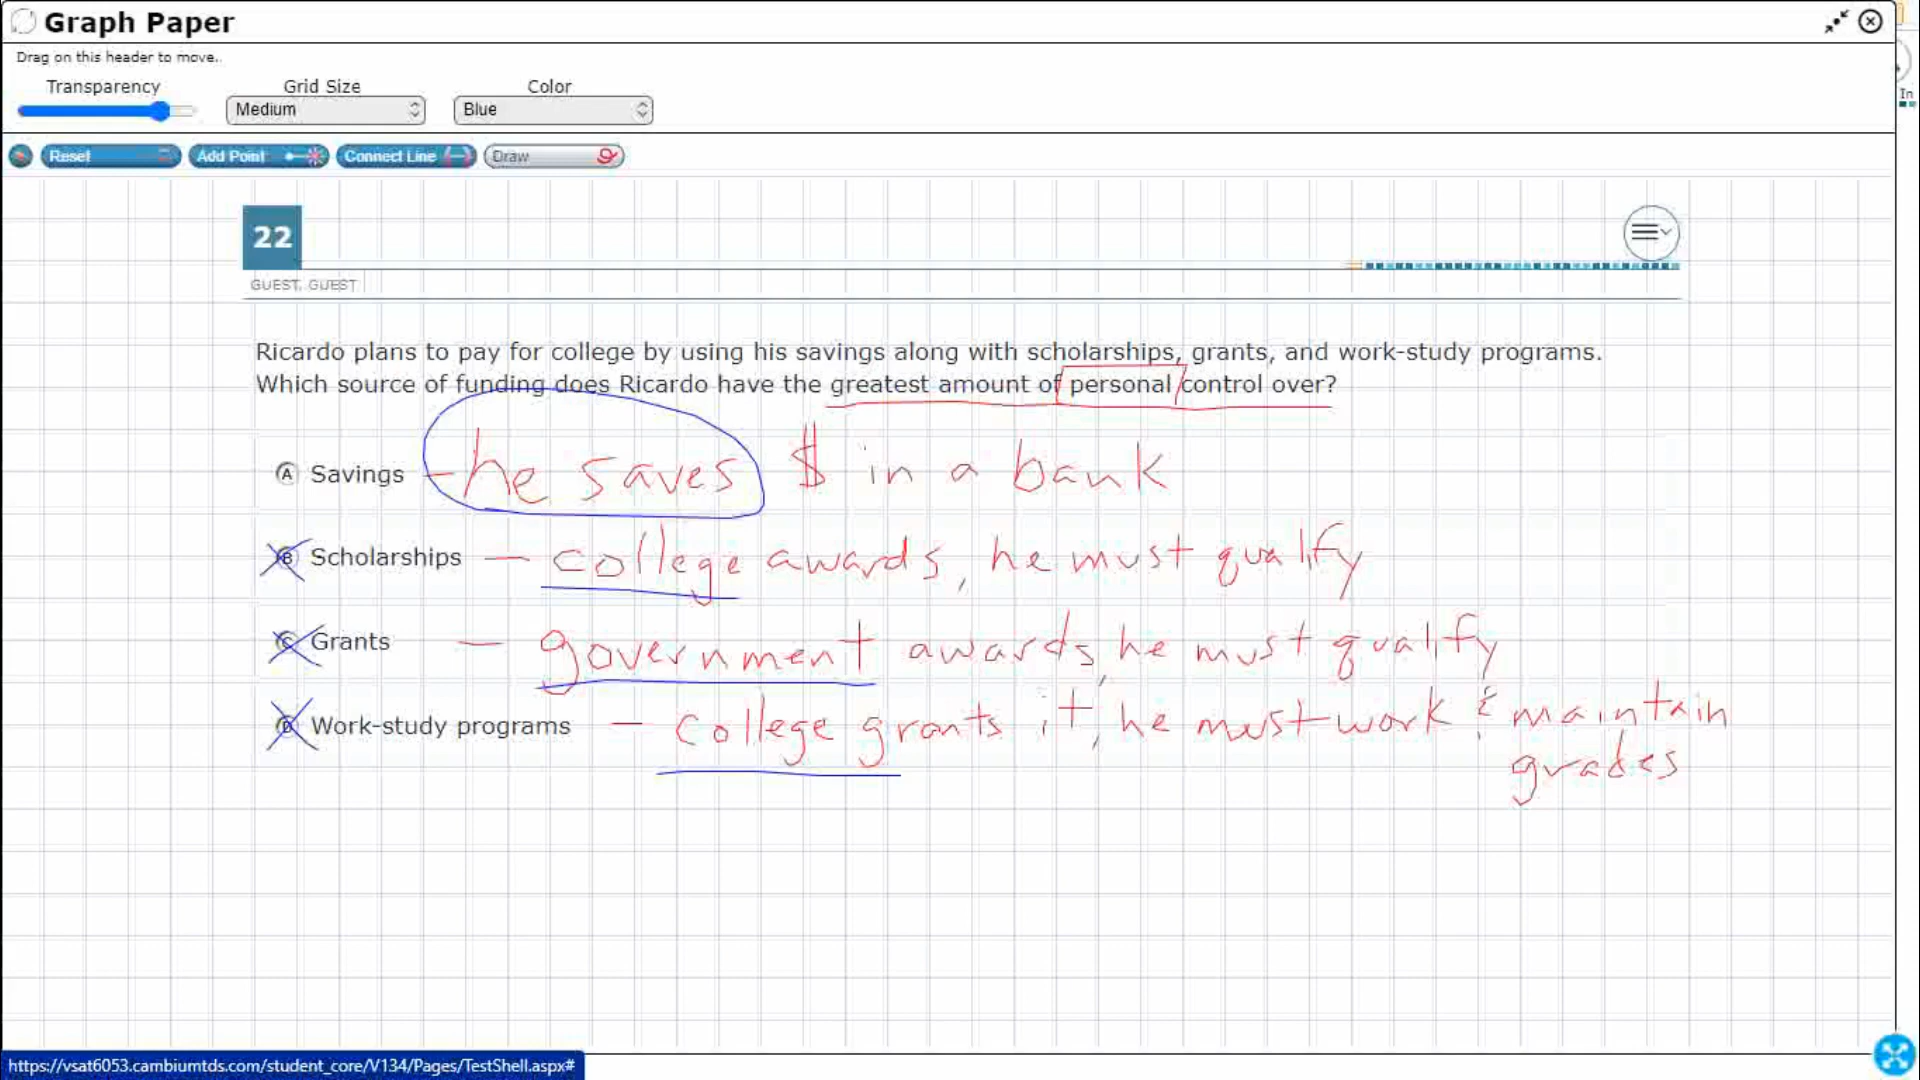 Graph Paper
Drag on this header to move..
Transparency Grid Size Color
Medium Blue
Reset Add Point Connect Line Draw
In
22
GUEST, GUEST
Ricardo plans to pay for college by using his savings along with scholarships, grants, and work-study programs.
Which source of funding does Ricardo have the greatest amount of personal control over?
A Savings - he saves $ in a bank
B Scholarships - college awards, he must qualify
C Grants - government awards, he must qualify
D Work-study programs - college grants it, he must work & maintain
grades
https://vsat6053.cambiumtds.com/student_core/V134/Pages/TestShell.aspx#